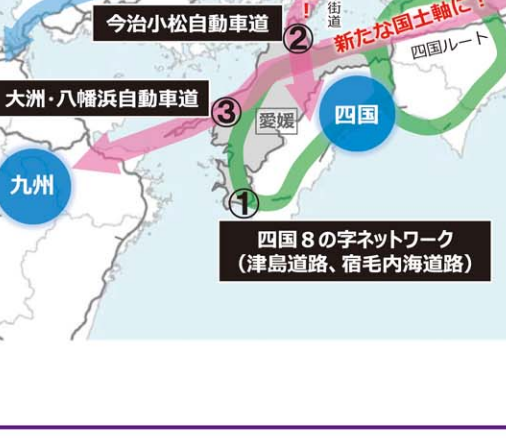 今治小松自動車道
②
！
街道
新たな国土軸に！
四国ルート
大洲・八幡浜自動車道
③
愛媛
四国
九州
①
四国８の字ネットワーク
（津島道路、宿毛内海道路）